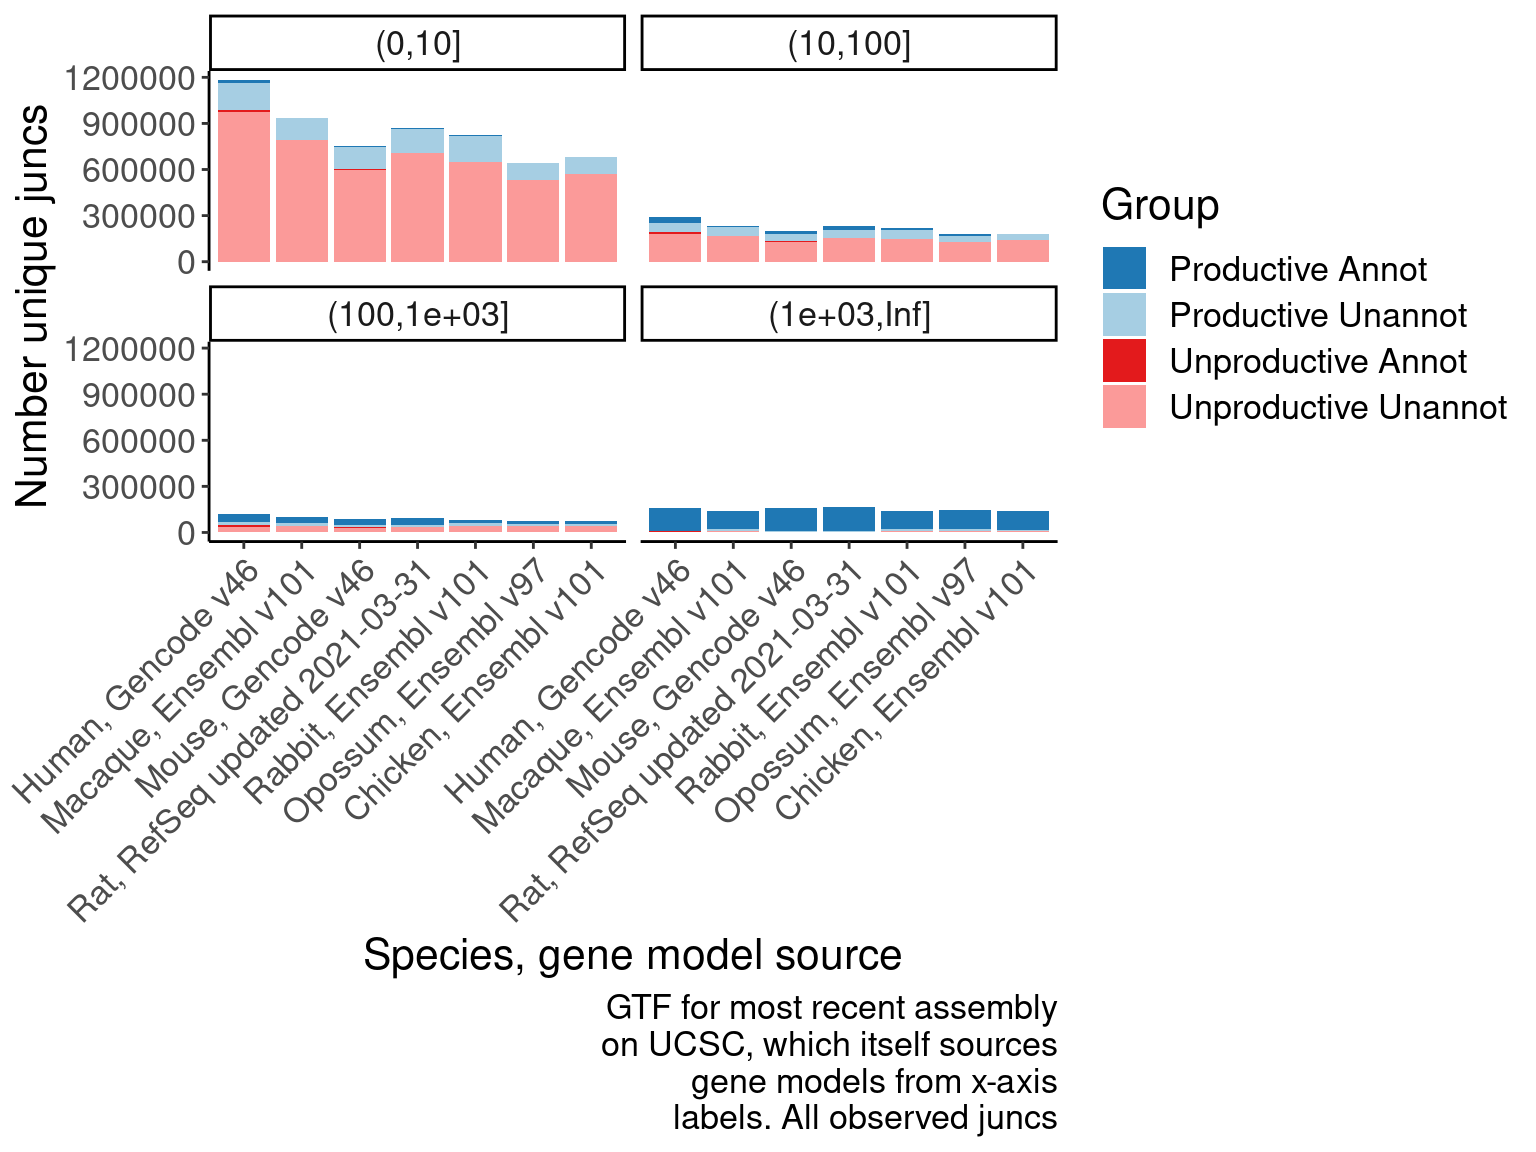 (0,10]
(10,100]
1200000
900000
600000
300000
0
(100,1e+03]
(1e+03,Inf]
1200000
900000
600000
300000
0
Number unique juncs
Human, Gencode v46
Macaque, Ensembl v101
Mouse, Gencode v46
Rat, RefSeq updated 2021-03-31
Rabbit, Ensembl v101
Opossum, Ensembl v97
Chicken, Ensembl v101
Human, Gencode v46
Macaque, Ensembl v101
Mouse, Gencode v46
Rat, RefSeq updated 2021-03-31
Rabbit, Ensembl v101
Opossum, Ensembl v97
Chicken, Ensembl v101
Species, gene model source
Group
Productive Annot
Productive Unannot
Unproductive Annot
Unproductive Unannot
GTF for most recent assembly
on UCSC, which itself sources
gene models from x-axis
labels. All observed juncs